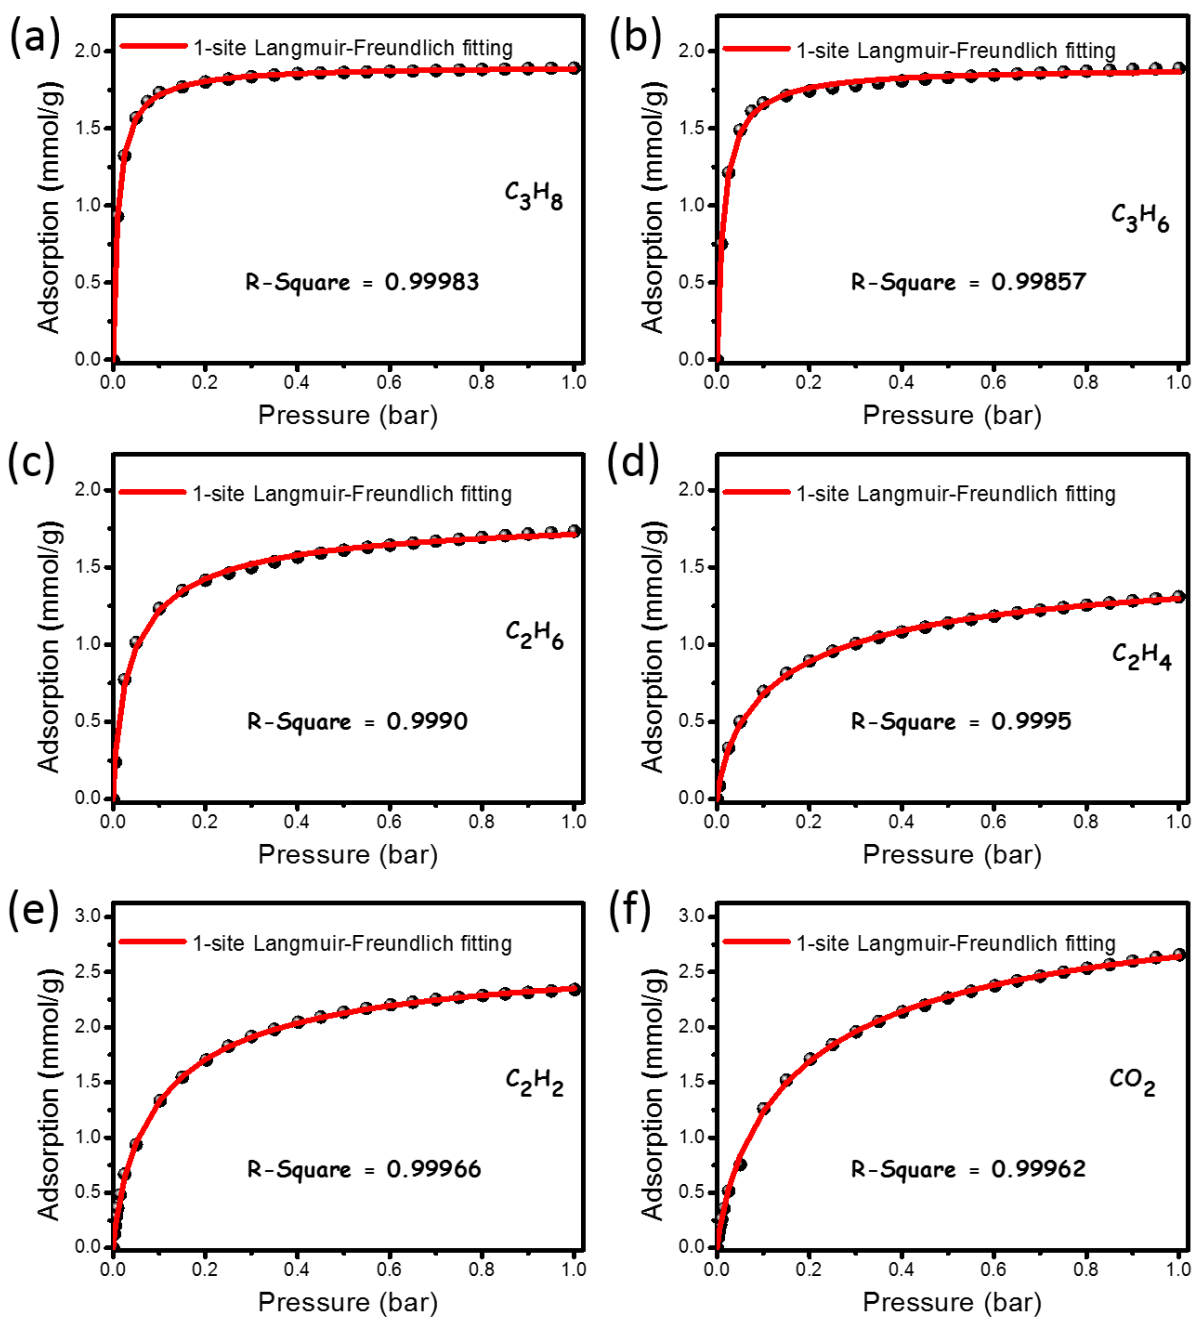 (a)
1-site Langmuir-Freundlich fitting
2.0
1.5
1.0
0.5
0.0
Adsorption (mmol/g)
C3H8
R-Square = 0.99983
0.0 0.2 0.4 0.6 0.8 1.0
Pressure (bar)
(b)
1-site Langmuir-Freundlich fitting
2.0
1.5
1.0
0.5
0.0
Adsorption (mmol/g)
C3H6
R-Square = 0.99857
0.0 0.2 0.4 0.6 0.8 1.0
Pressure (bar)
(c)
1-site Langmuir-Freundlich fitting
2.0
1.5
1.0
0.5
0.0
Adsorption (mmol/g)
C2H6
R-Square = 0.9990
0.0 0.2 0.4 0.6 0.8 1.0
Pressure (bar)
(d)
1-site Langmuir-Freundlich fitting
2.0
1.5
1.0
0.5
0.0
Adsorption (mmol/g)
C2H4
R-Square = 0.9995
0.0 0.2 0.4 0.6 0.8 1.0
Pressure (bar)
(e)
1-site Langmuir-Freundlich fitting
3.0
2.5
2.0
1.5
1.0
0.5
0.0
Adsorption (mmol/g)
C2H2
R-Square = 0.99966
0.0 0.2 0.4 0.6 0.8 1.0
Pressure (bar)
(f)
1-site Langmuir-Freundlich fitting
3.0
2.5
2.0
1.5
1.0
0.5
0.0
Adsorption (mmol/g)
CO2
R-Square = 0.99962
0.0 0.2 0.4 0.6 0.8 1.0
Pressure (bar)